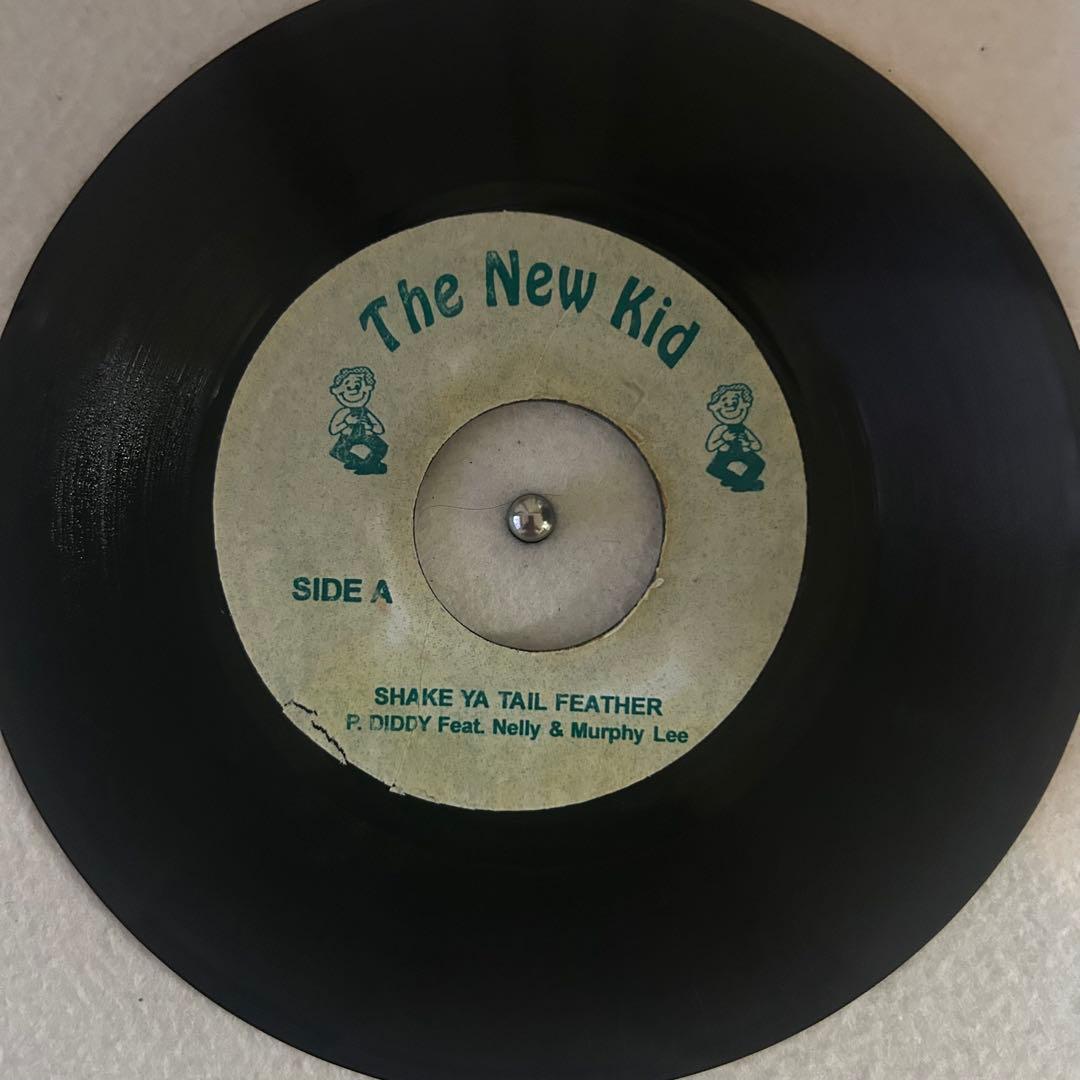 The New Kid
SIDE A
SHAKE YA TAIL FEATHER
P. DIDDY Feat. Nelly & Murphy Lee